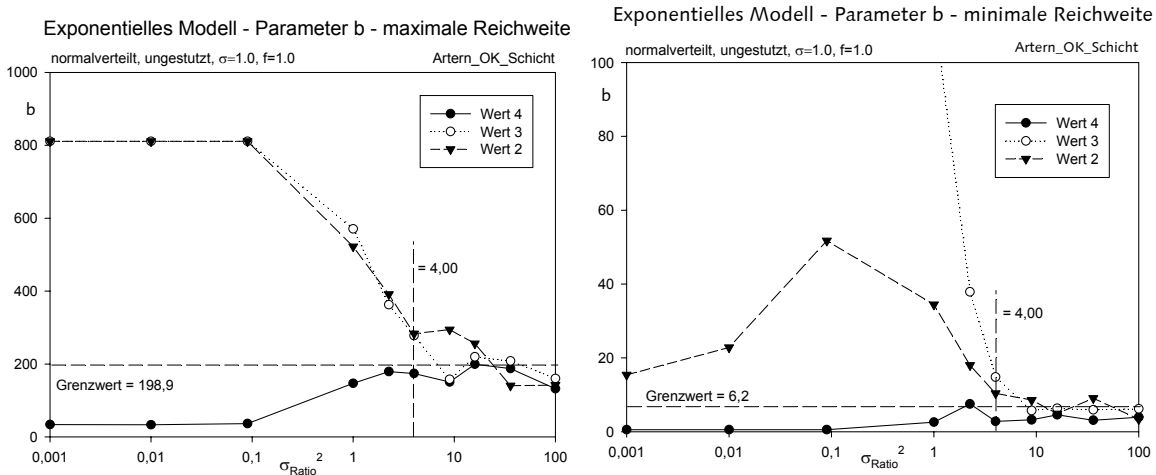 Exponentielles Modell - Parameter b - maximale Reichweite
normalverteilt, ungestutzt, σ=1.0, f=1.0
Artern_OK_Schicht
1000
b
800
600
400
200
0
Wert 4
Wert 3
Wert 2
= 4,00
Grenzwert = 198,9
0,001
0,01
0,1
1
10
100
σRatio 2
Exponentielles Modell - Parameter b - minimale Reichweite
normalverteilt, ungestutzt, σ=1.0, f=1.0
Artern_OK_Schicht
100
b
80
60
40
20
0
Wert 4
Wert 3
Wert 2
= 4,00
Grenzwert = 6,2
0,001
0,01
0,1
1
10
100
σRatio 2